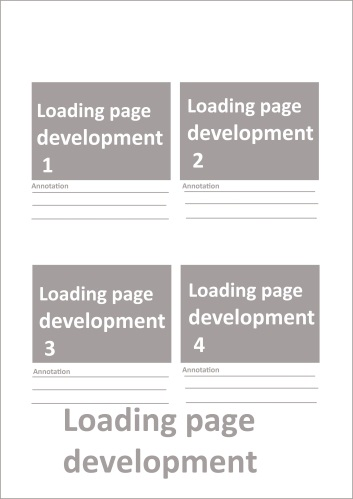 Loading page
development
1
Annotation
Loading page
development
2
Annotation
Loading page
development
3
Annotation
Loading page
development
4
Annotation
Loading page
development